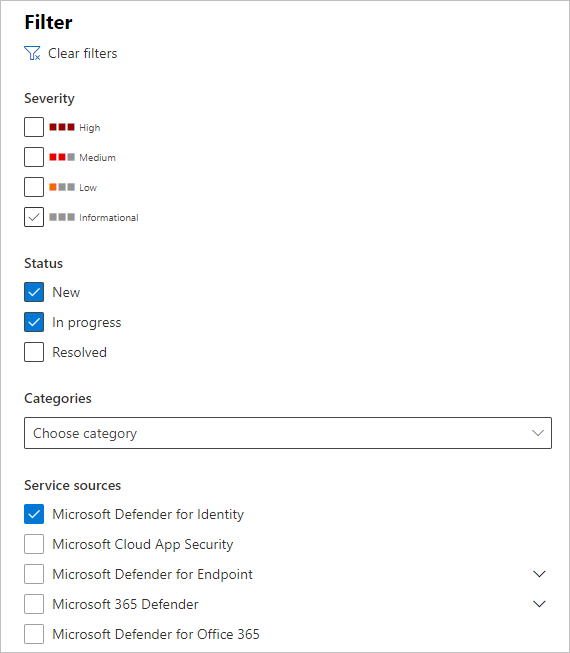 Filter
Clear filters
Severity
High
Medium
Low
Informational
Status
New
In progress
Resolved
Categories
Choose category
Service sources
Microsoft Defender for Identity
Microsoft Cloud App Security
Microsoft Defender for Endpoint
Microsoft 365 Defender
Microsoft Defender for Office 365